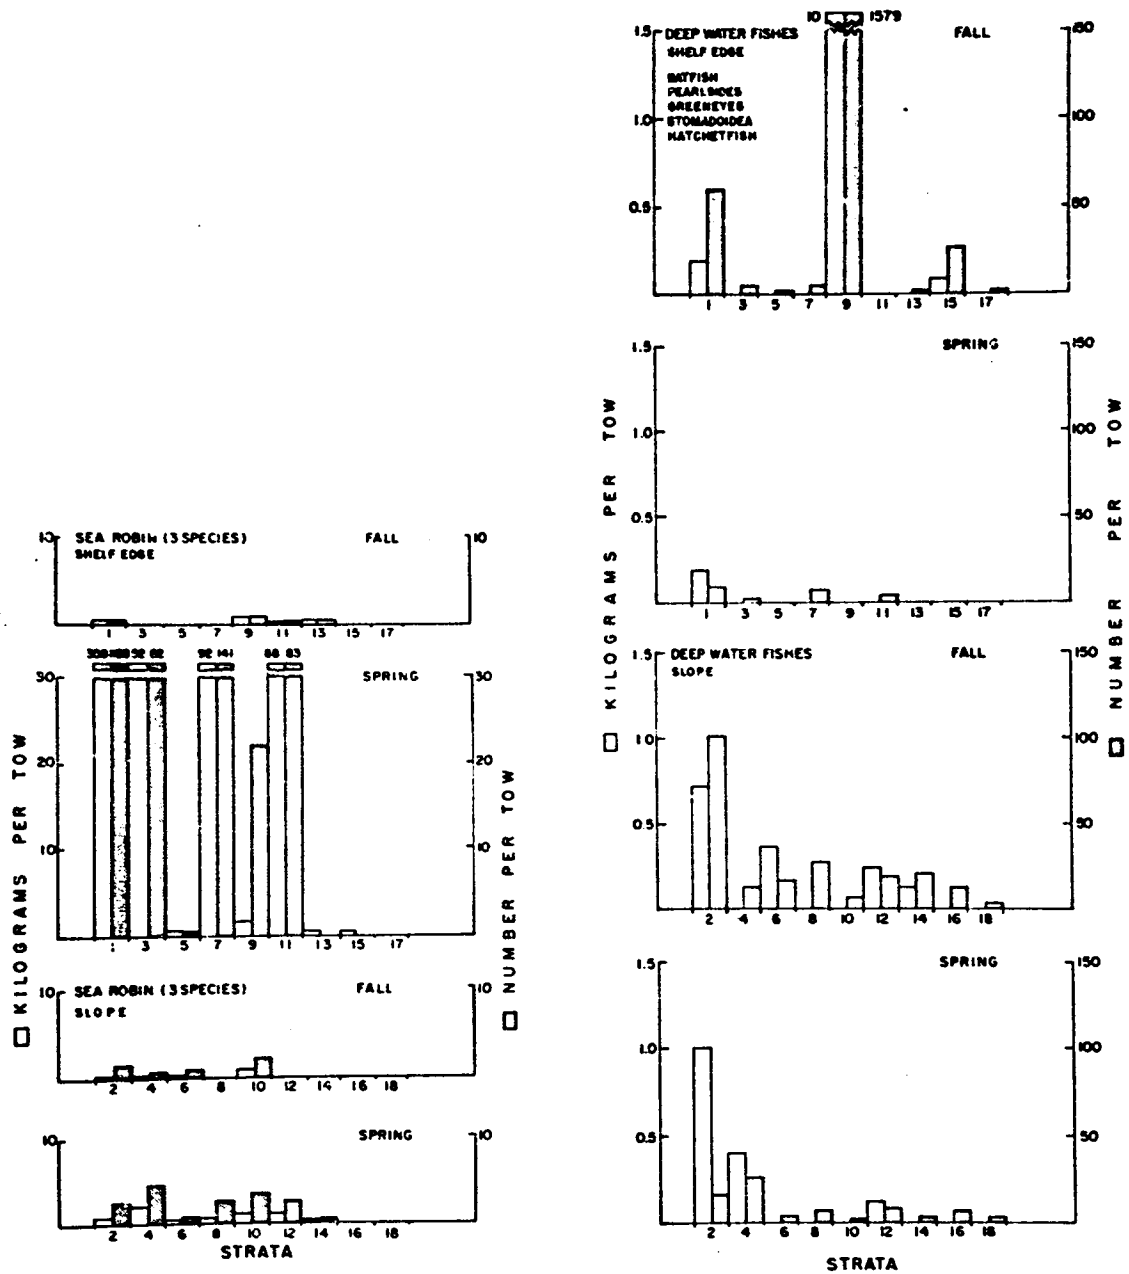 SEA ROBIN (3 SPECIES)
SHELF EDGE
FALL
10
10
1 3 5 7 9 11 13 15 17
92 82 92 141 88 83
SPRING
30
20
10
30
20
10
1 3 5 7 9 11 13 15 17
SEA ROBIN (3 SPECIES)
SLOPE
FALL
10
10
2 4 6 8 10 12 14 16 18
SPRING
10
10
2 4 6 8 10 12 14 16 18
STRATA
KILOGRAMS PER TOW
NUMBER PER TOW
10 1579
DEEP WATER FISHES
SHELF EDGE
BATFISH
PEARLSIDES
GREENEYES
STOMADOIDEA
HATCHETFISH
FALL
1.5
1.0
0.5
150
100
50
1 3 5 7 9 11 13 15 17
SPRING
1.5
1.0
0.5
150
100
50
1 3 5 7 9 11 13 15 17
DEEP WATER FISHES
SLOPE
FALL
1.5
1.0
0.5
150
100
50
2 4 6 8 10 12 14 16 18
SPRING
1.5
1.0
0.5
150
100
50
2 4 6 8 10 12 14 16 18
STRATA
KILOGRAMS PER TOW
NUMBER PER TOW